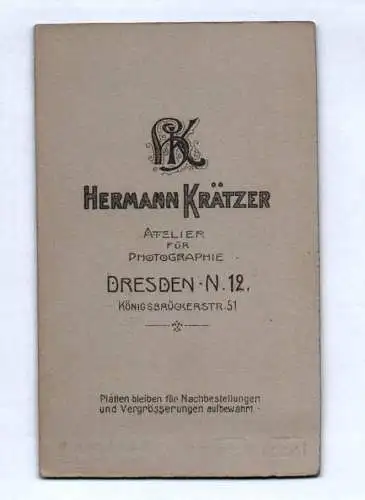 HK
HERMANN KRÄTZER
ATELIER
FÜR
PHOTOGRAPHIE
DRESDEN-N. 12.
KÖNIGSBRÜCKERSTR. 51
Platten bleiben für Nachbestellungen
und Vergrösserungen aufbewahrt.